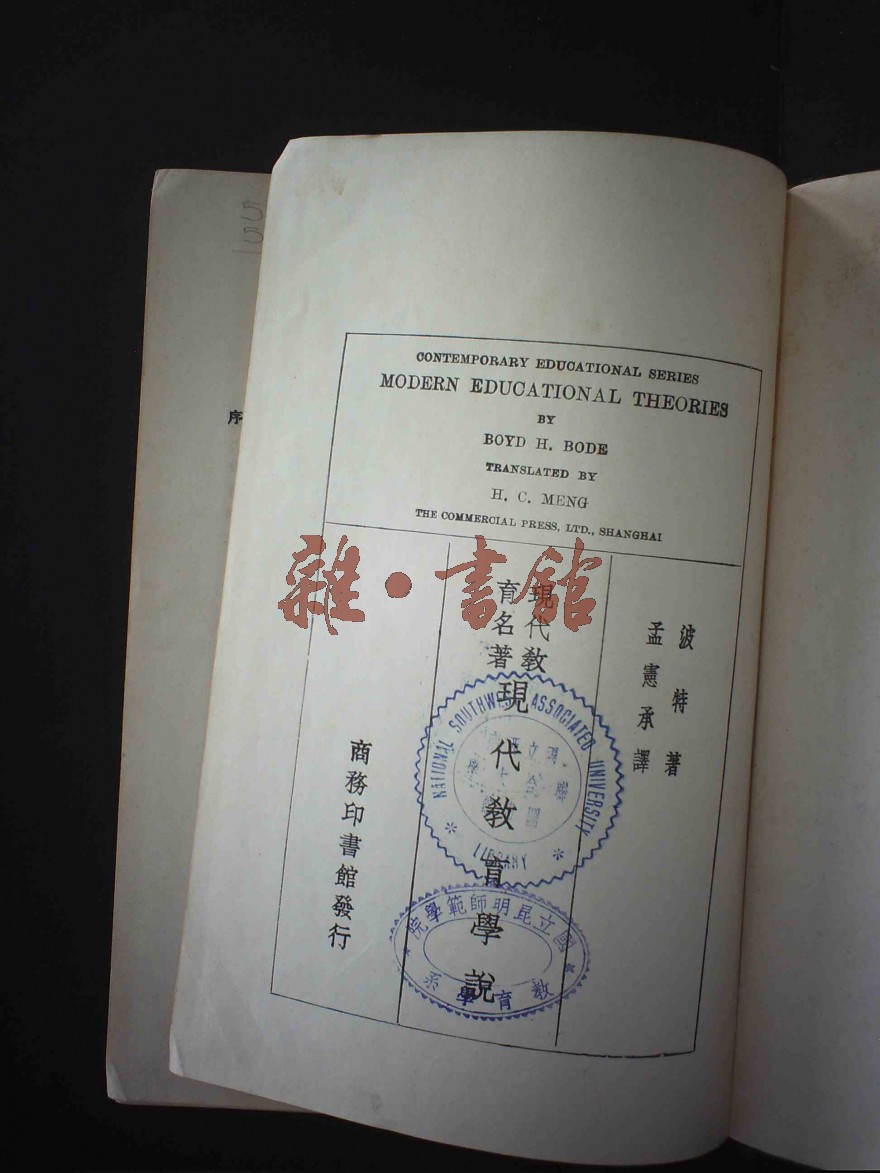 序
CONTEMPORARY EDUCATIONAL SERIES
MODERN EDUCATIONAL THEORIES
BY
BOYD H. BODE
TRANSLATED BY
H. C. MENG
THE COMMERCIAL PRESS, LTD., SHANGHAI
雜·書館
波特著
孟憲承譯
現代教
育名著
現代教育學說
商務印書館發行
NATIONAL SOUTHWEST ASSOCIATED UNIVERSITY
LIBRARY
國立昆明師範學院
教育學系